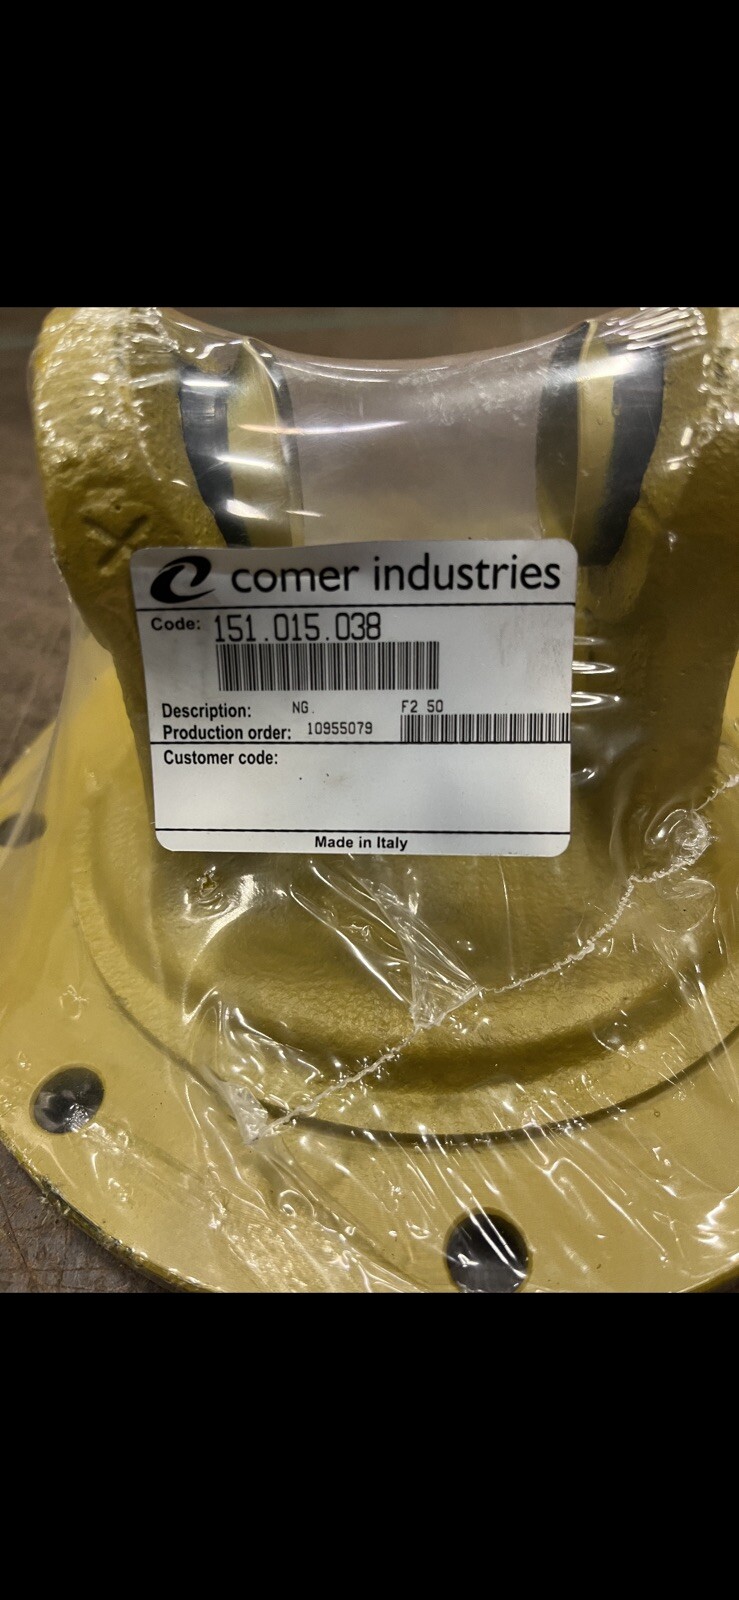 comer industries
Code: 151.015.038
Description: NG. F2 50
Production order: 10955079
Customer code:
Made in Italy
X